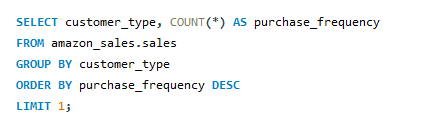 SELECT customer_type, COUNT(*) AS purchase_frequency
FROM amazon_sales.sales
GROUP BY customer_type
ORDER BY purchase_frequency DESC
LIMIT 1;